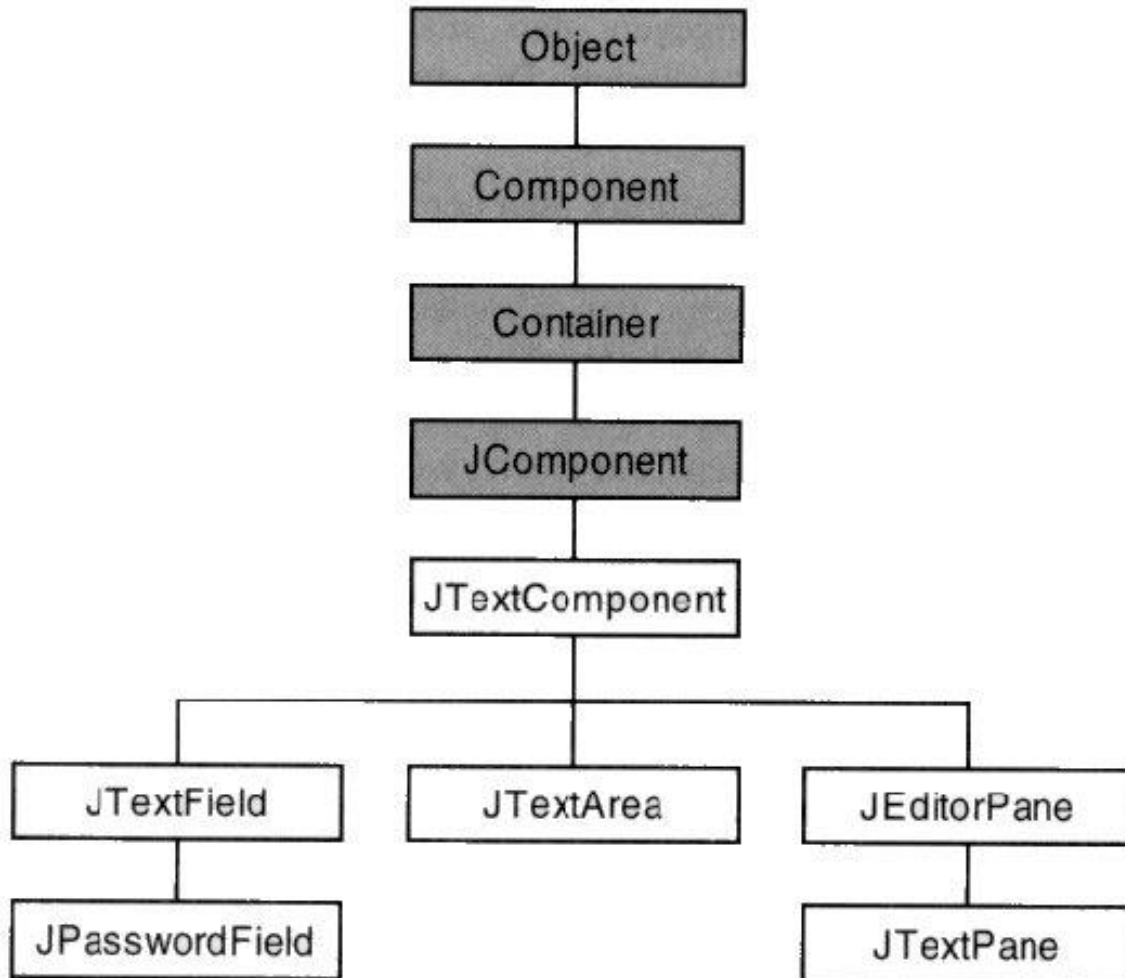 Object
Component
Container
JComponent
JTextComponent
JTextField
JTextArea
JEditorPane
JPasswordField
JTextPane